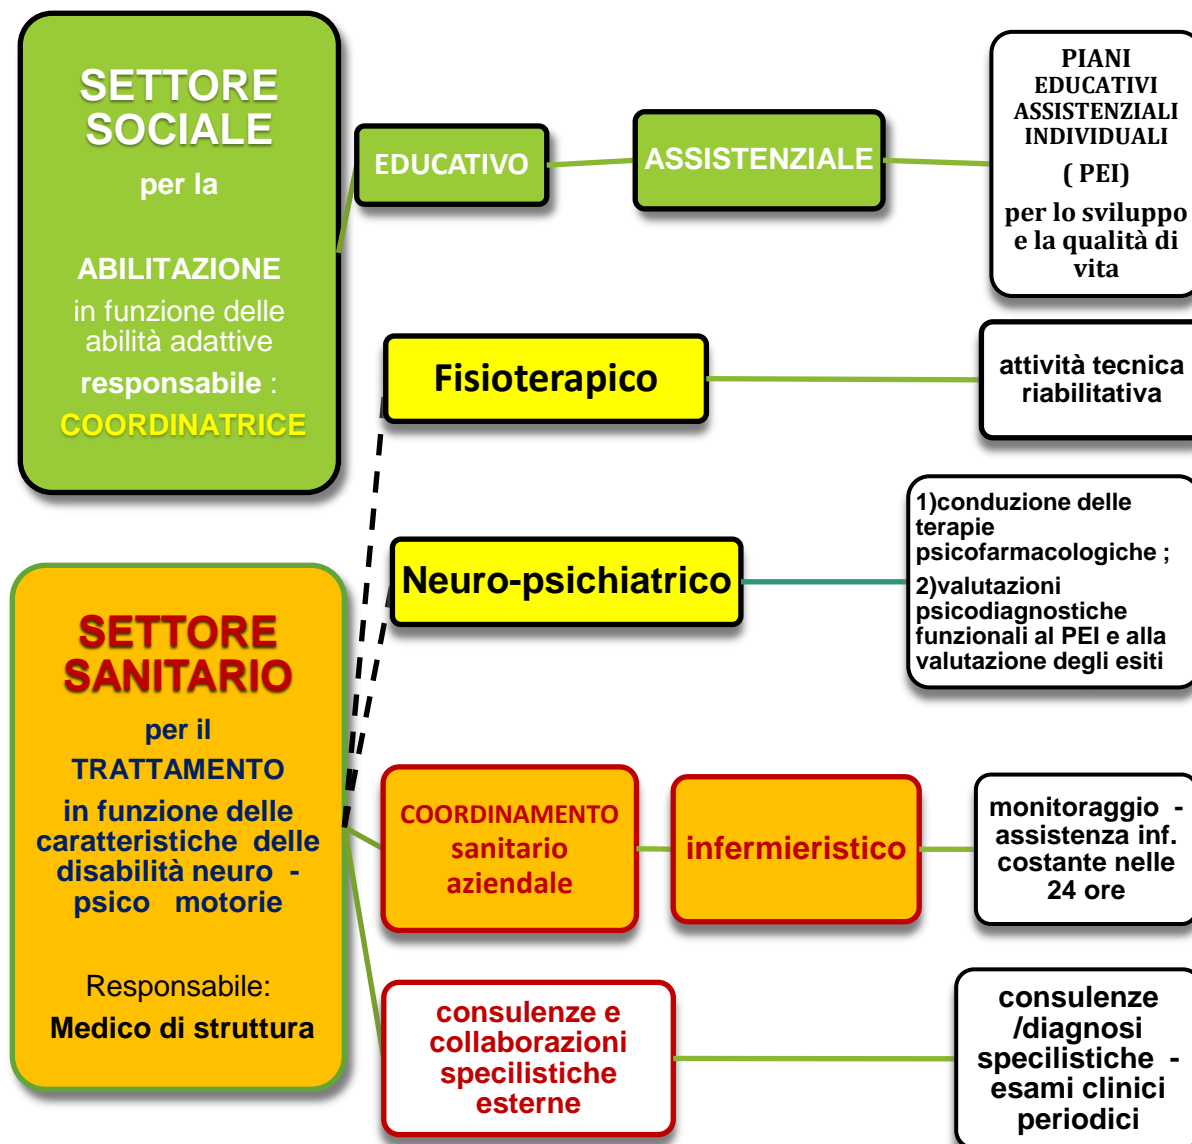 SETTORE
SOCIALE
per la
ABILITAZIONE
in funzione delle
abilità adattive
responsabile :
COORDINATRICE
EDUCATIVO
ASSISTENZIALE
PIANI
EDUCATIVI
ASSISTENZIALI
INDIVIDUALI
( PEI)
per lo sviluppo
e la qualità di
vita
Fisioterapico
attività tecnica
riabilitativa
Neuro-psichiatrico
1)conduzione delle
terapie
psicofarmacologiche ;
2)valutazioni
psicodiagnostiche
funzionali al PEI e alla
valutazione degli esiti
SETTORE
SANITARIO
per il
TRATTAMENTO
in funzione delle
caratteristiche delle
disabilità neuro -
psico motorie
Responsabile:
Medico di struttura
COORDINAMENTO
sanitario
aziendale
infermieristico
monitoraggio -
assistenza inf.
costante nelle
24 ore
consulenze e
collaborazioni
specilistiche
esterne
consulenze
/diagnosi
specilistiche -
esami clinici
periodici